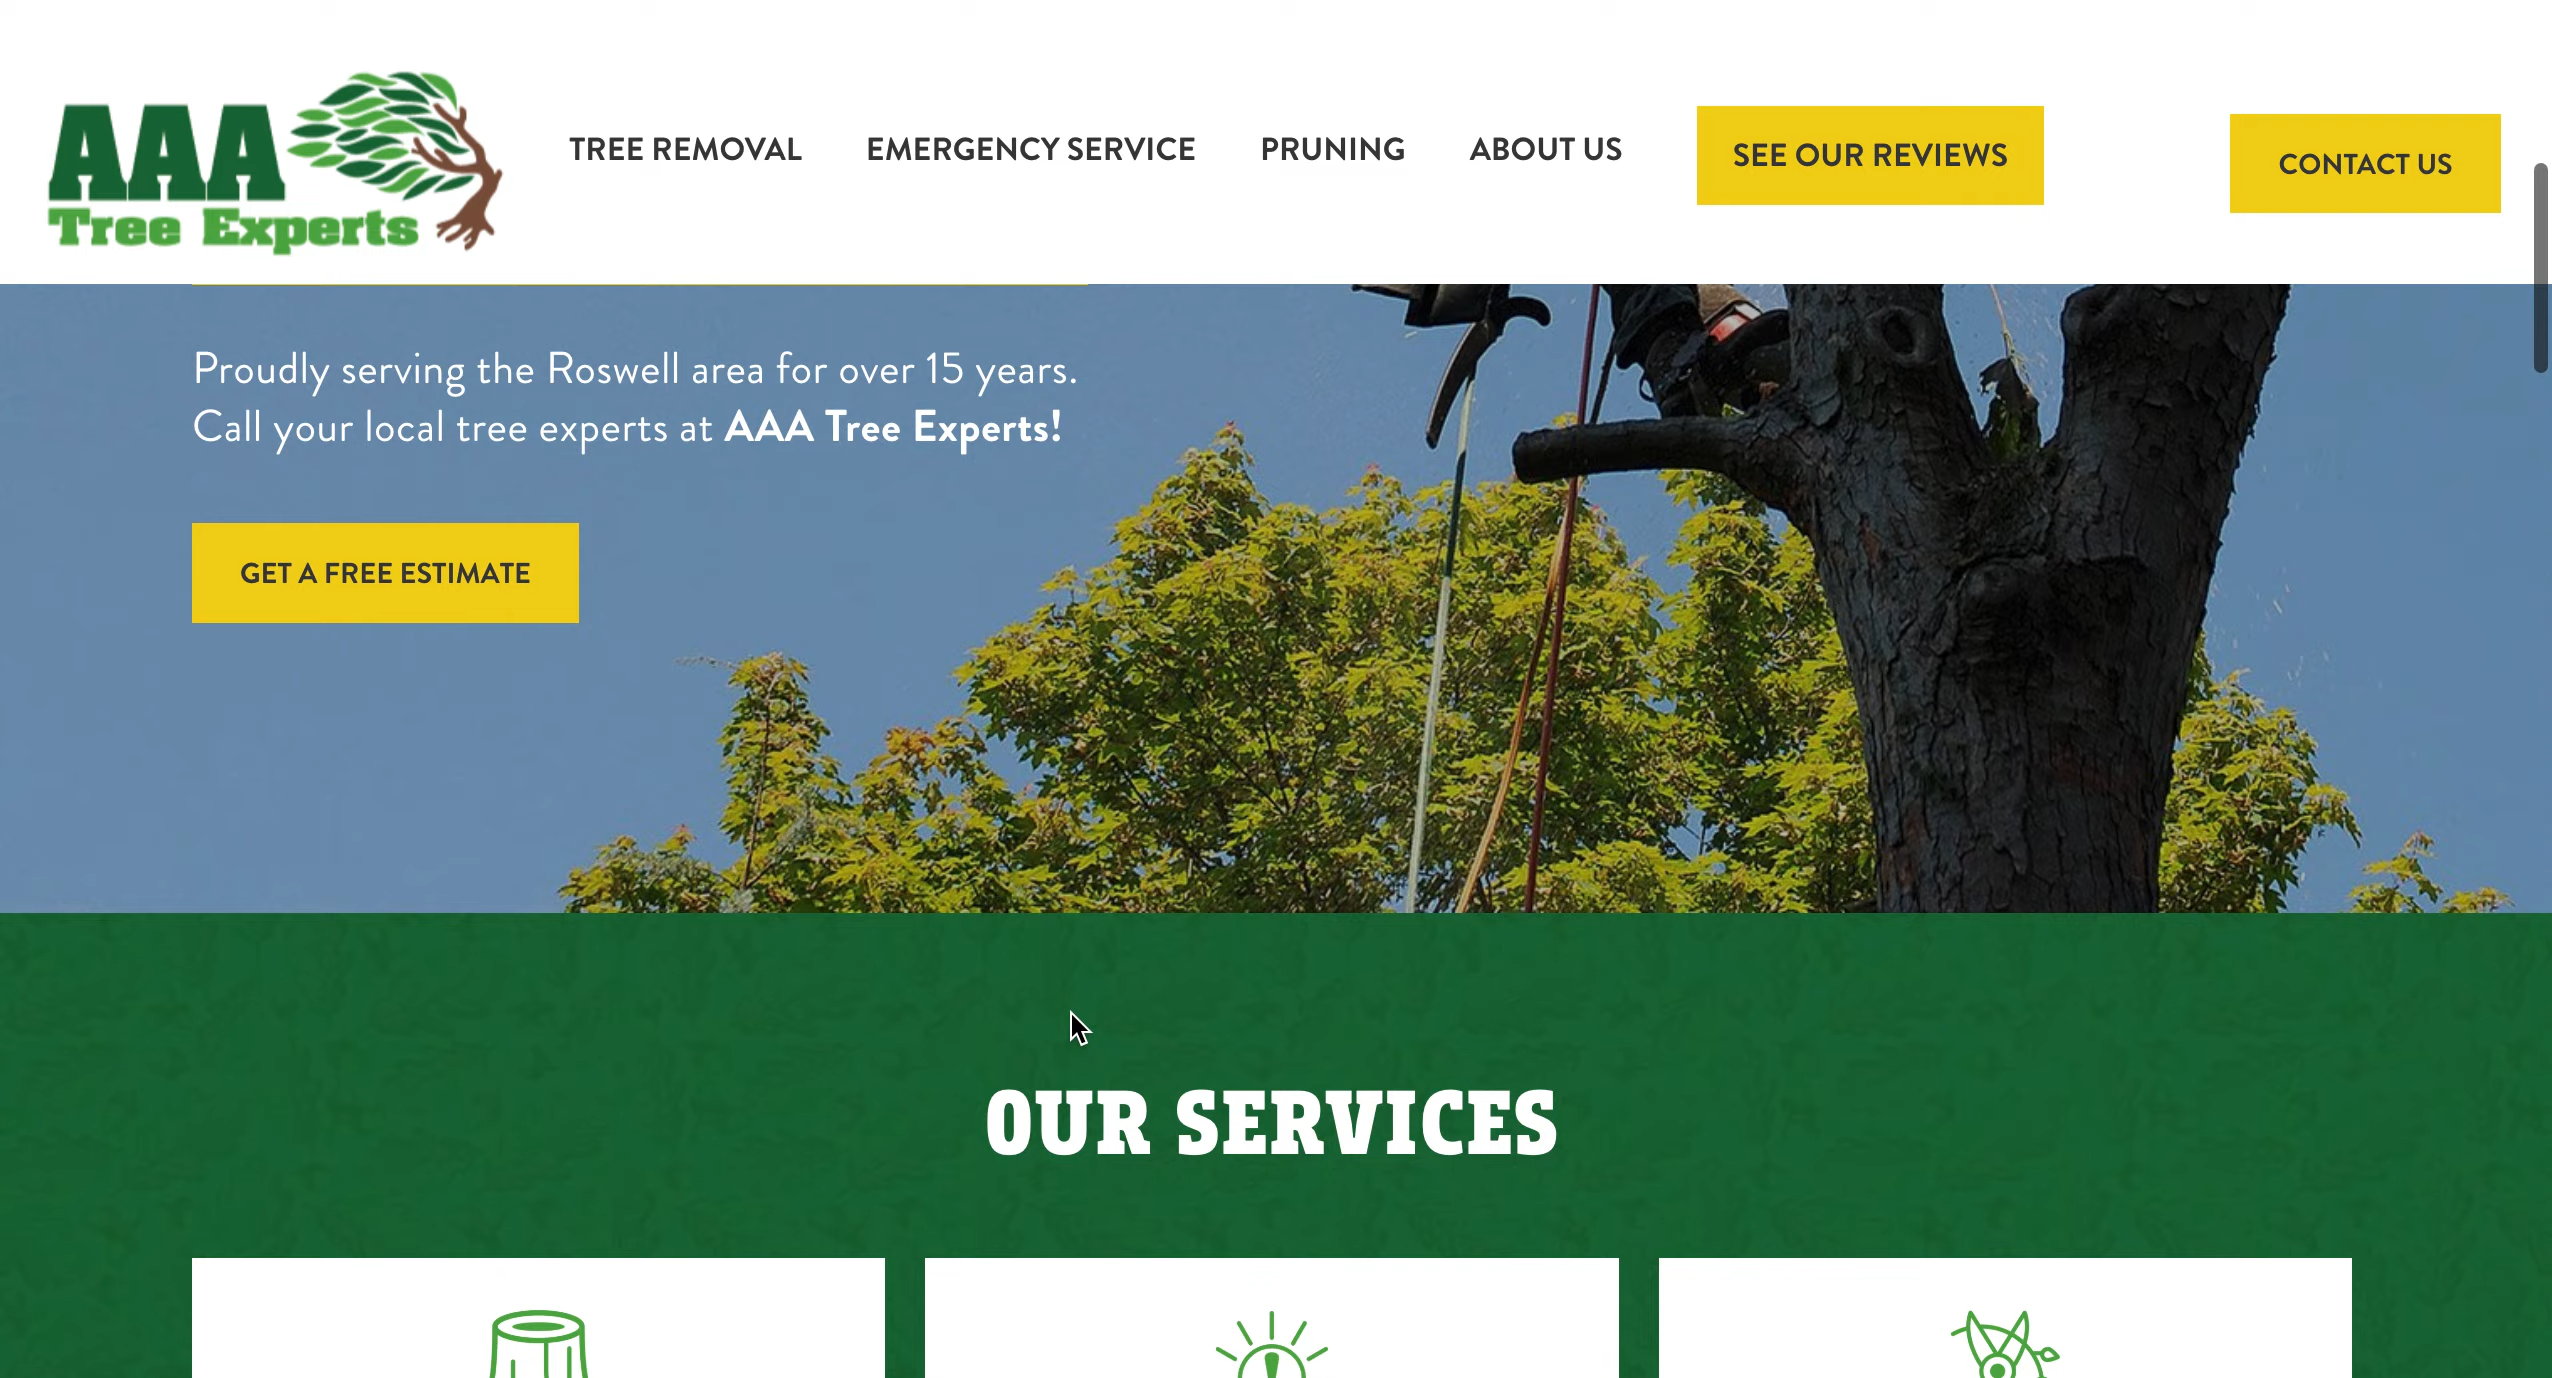 AAA
Tree Experts
TREE REMOVAL
EMERGENCY SERVICE
PRUNING
ABOUT US
SEE OUR REVIEWS
CONTACT US
Proudly serving the Roswell area for over 15 years.
Call your local tree experts at AAA Tree Experts!
GET A FREE ESTIMATE
OUR SERVICES